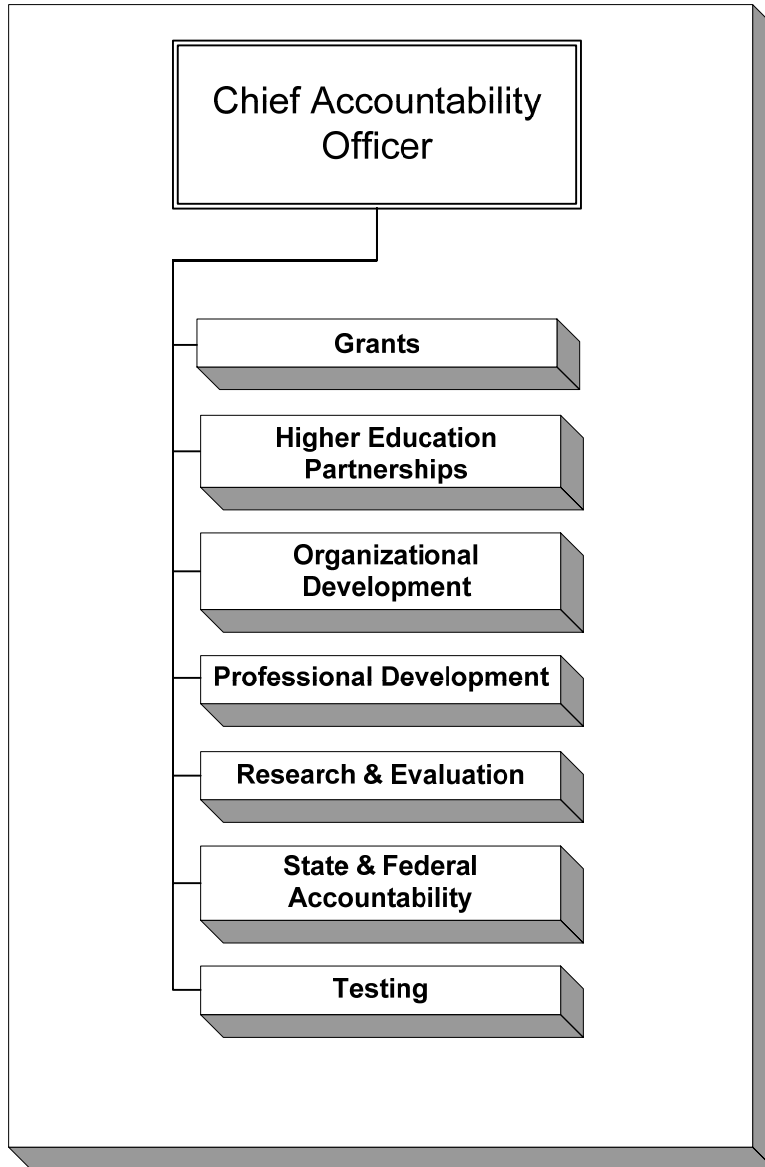 Chief Accountability
Officer
Grants
Higher Education
Partnerships
Organizational
Development
Professional Development
Research & Evaluation
State & Federal
Accountability
Testing